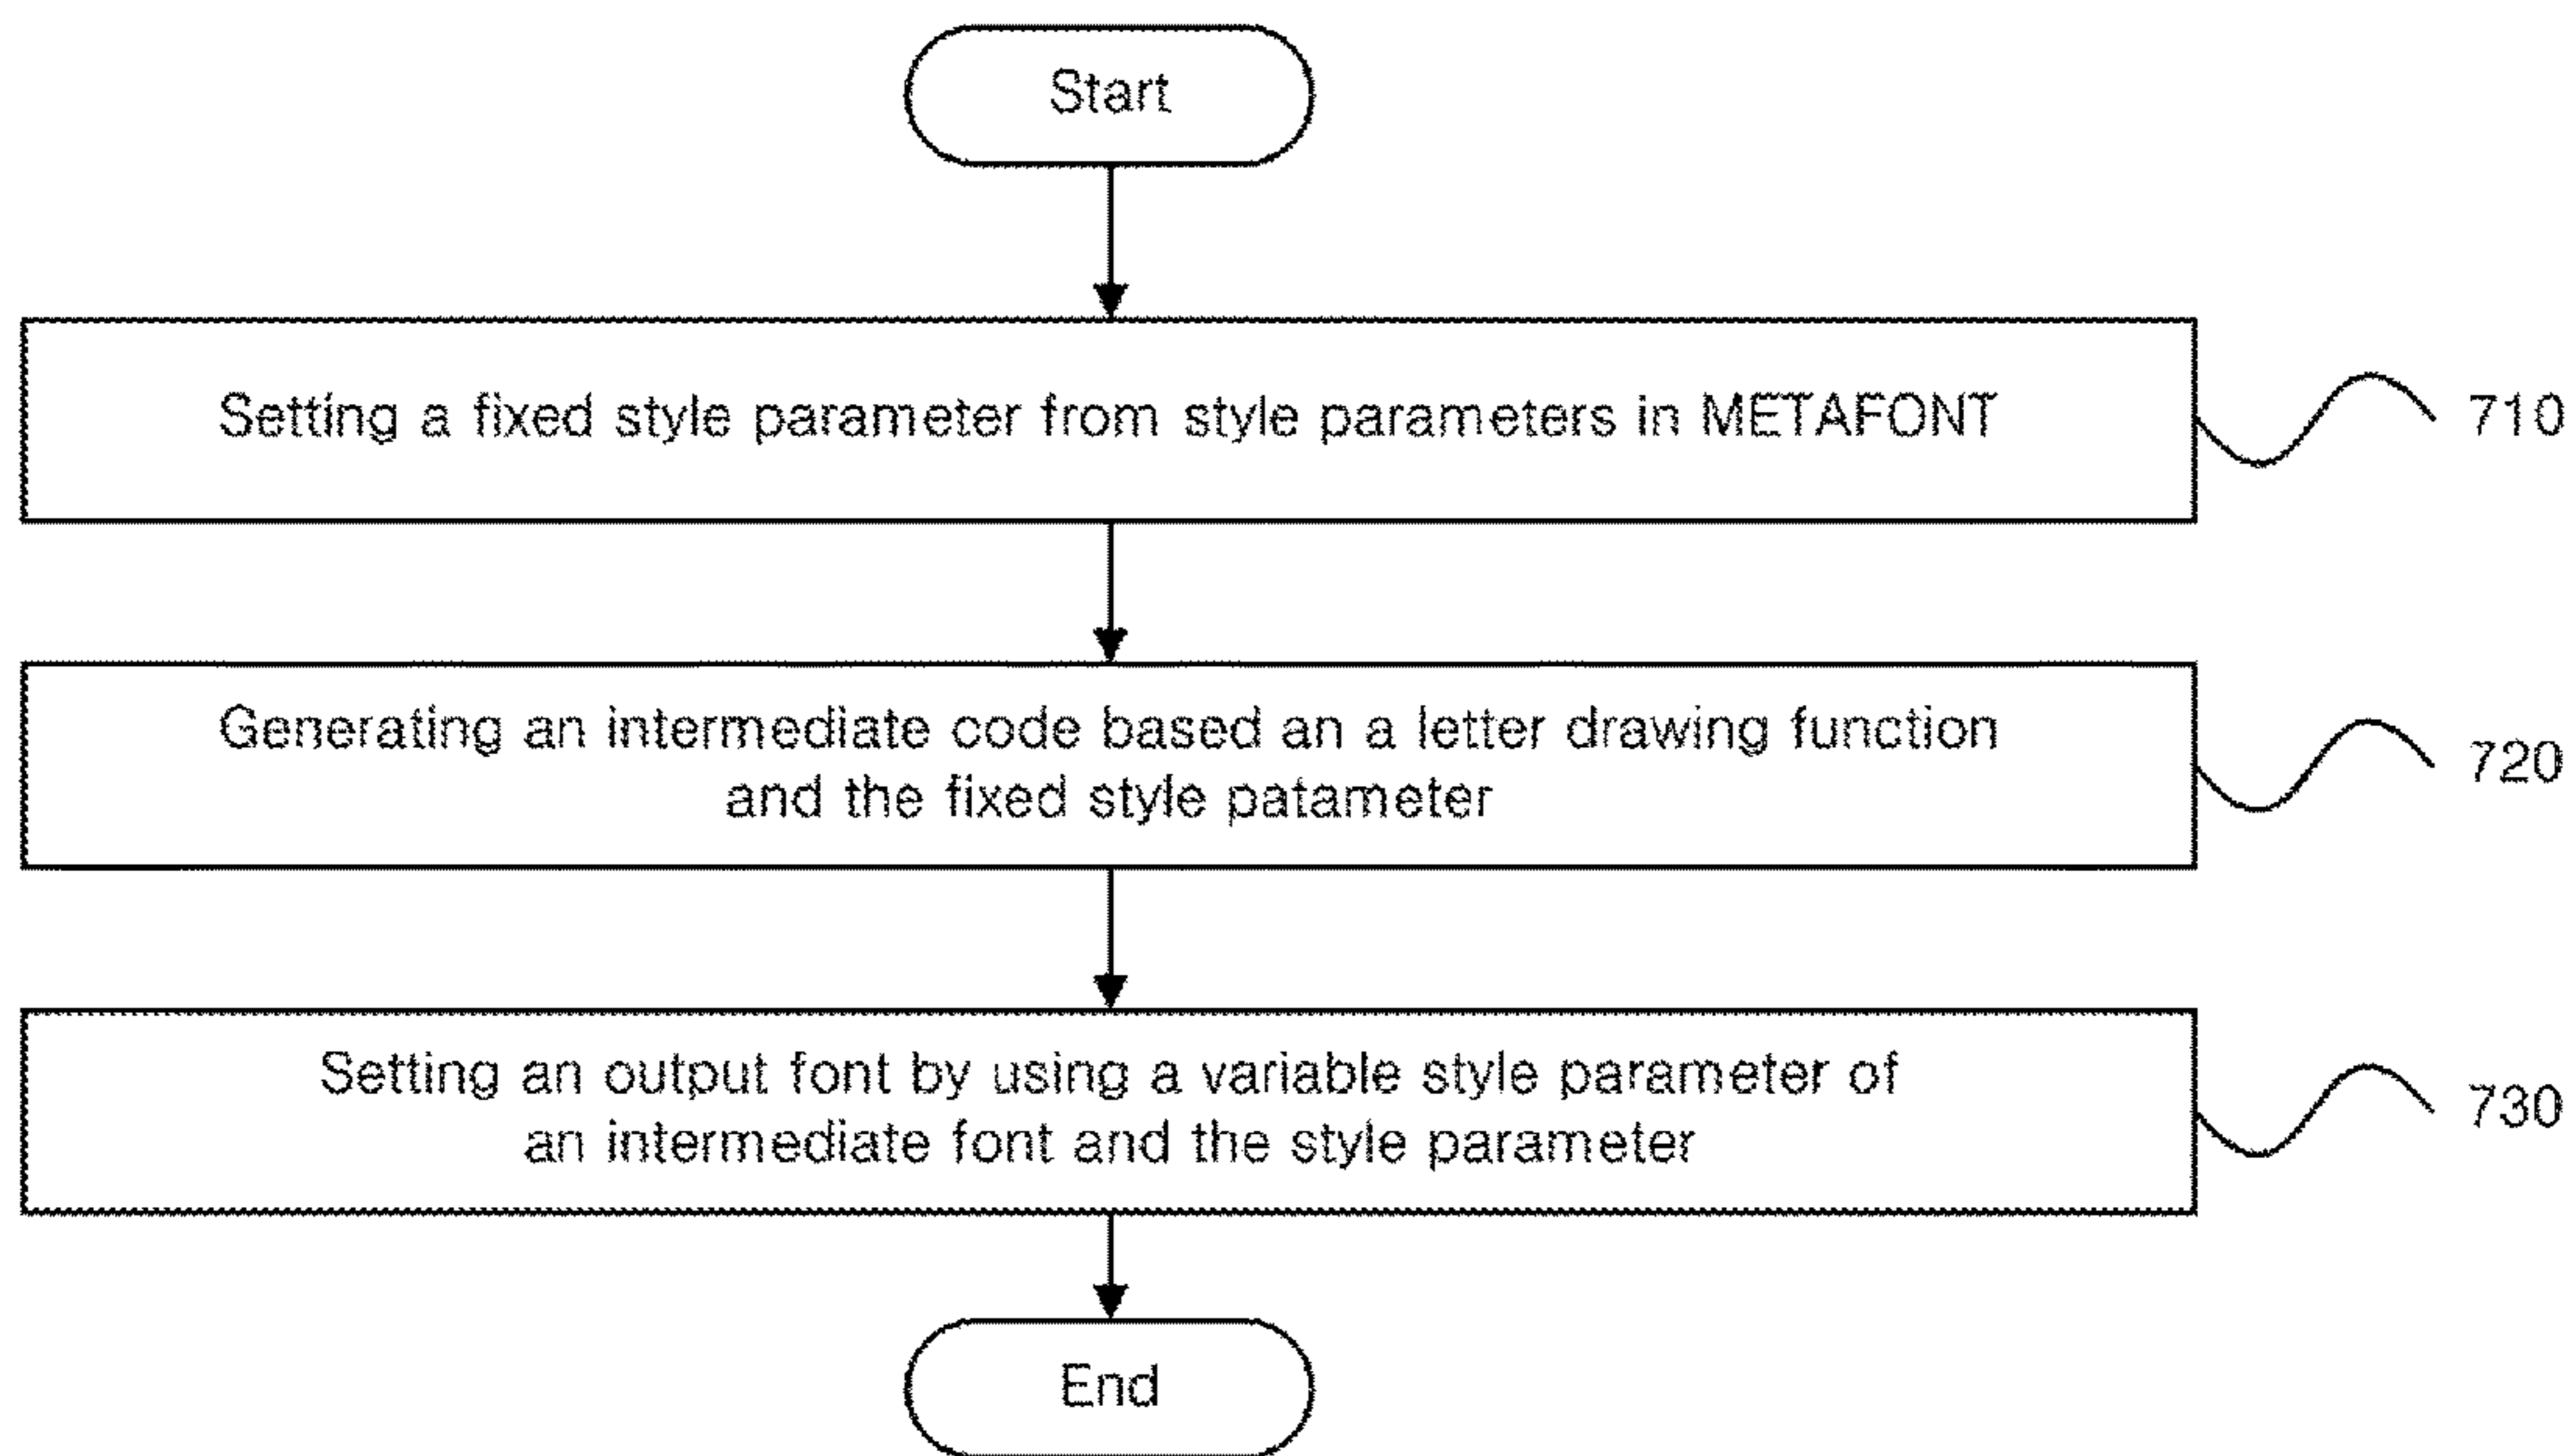 Start
Setting a fixed style parameter from style parameters in METAFONT
710
Generating an intermediate code based an a letter drawing function
and the fixed style patameter
720
Setting an output font by using a variable style parameter of
an intermediate font and the style parameter
730
End